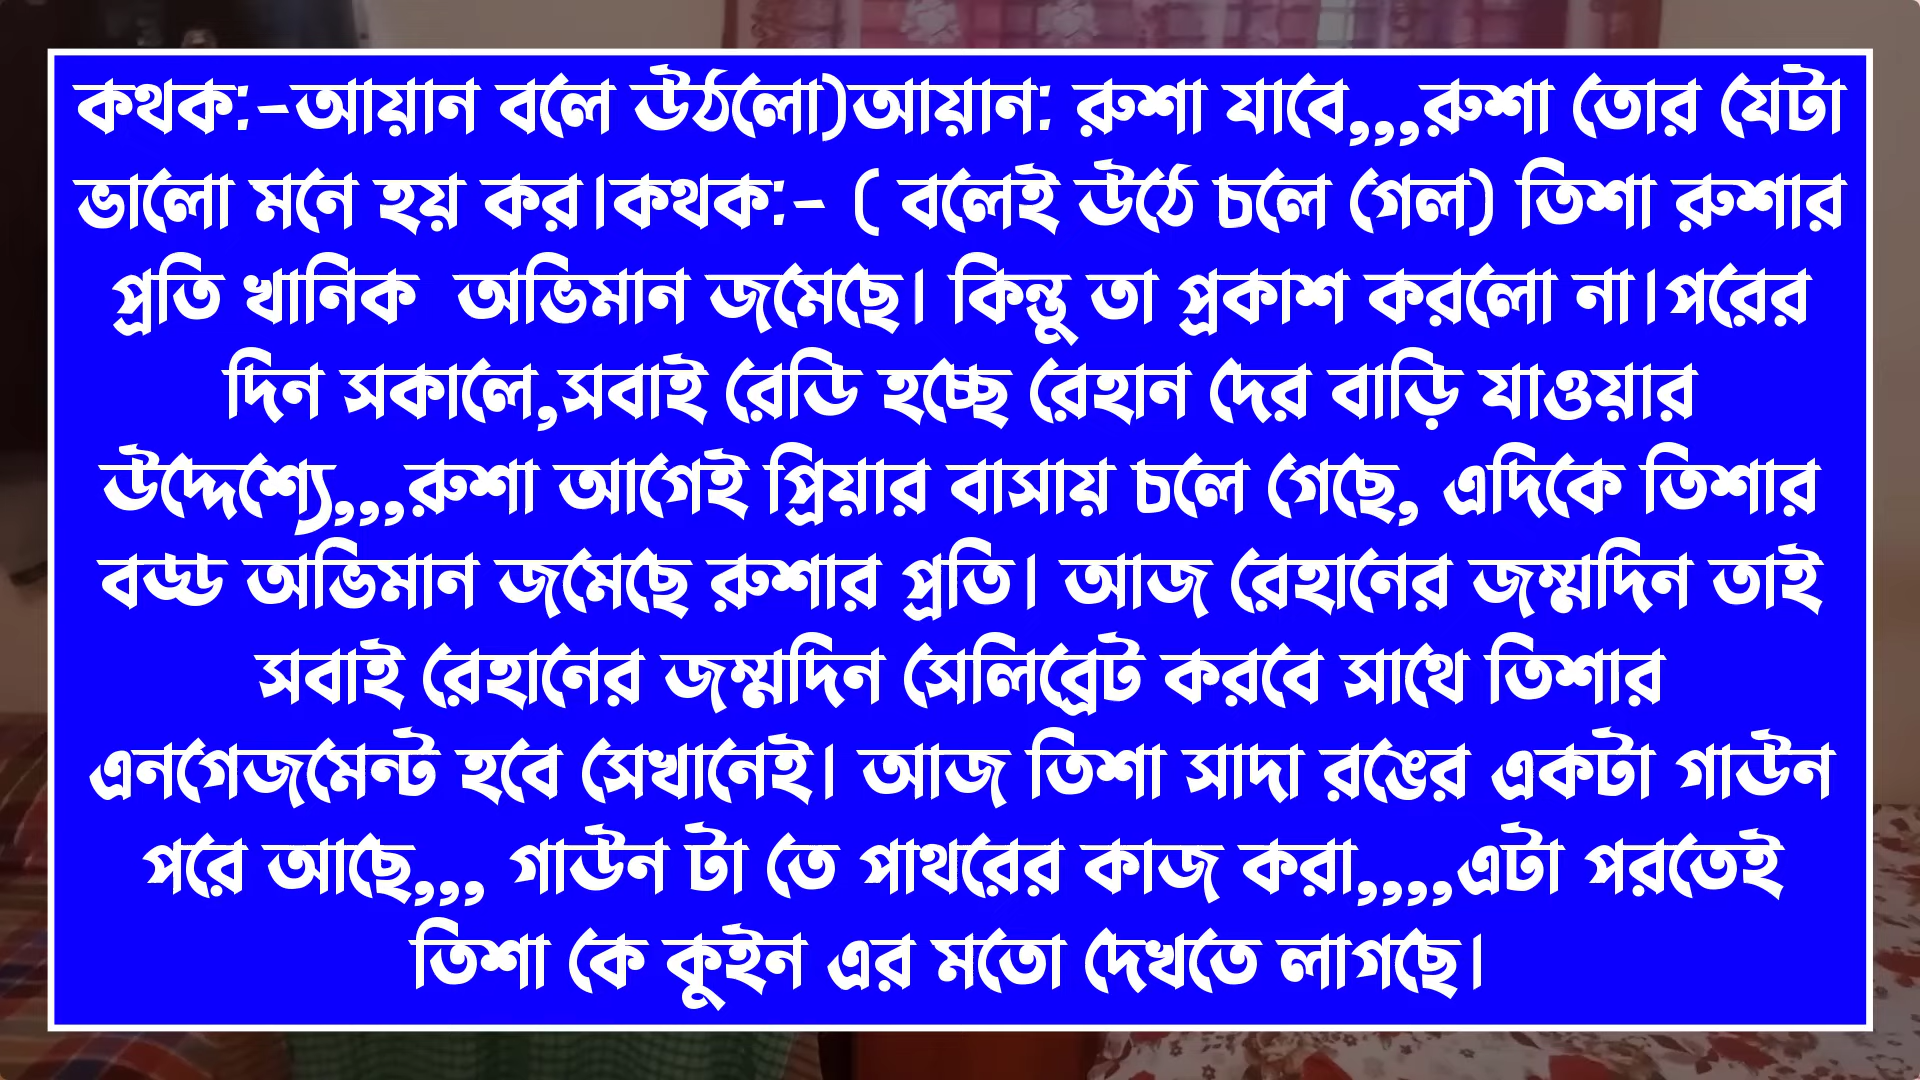 কথক:-আয়ান বলে উঠলো)আয়ান: রুশা যাবে,,,রুশা তোর যেটা
ভালো মনে হয় কর।কথক:- ( বলেই উঠে চলে গেল) তিশা রুশার
প্রতি খানিক  অভিমান জমেছে। কিন্তু তা প্রকাশ করলো না।পরের
দিন সকালে,সবাই রেডি হচ্ছে রেহান দের বাড়ি যাওয়ার
উদ্দেশ্যে,,,রুশা আগেই প্রিয়ার বাসায় চলে গেছে, এদিকে তিশার
বড্ড অভিমান জমেছে রুশার প্রতি। আজ রেহানের জন্মদিন তাই
সবাই রেহানের জন্মদিন সেলিব্রেট করবে সাথে তিশার
এনগেজমেন্ট হবে সেখানেই। আজ তিশা সাদা রঙের একটা গাউন
পরে আছে,,, গাউন টা তে পাথরের কাজ করা,,,,এটা পরতেই
তিশা কে কুইন এর মতো দেখতে লাগছে।